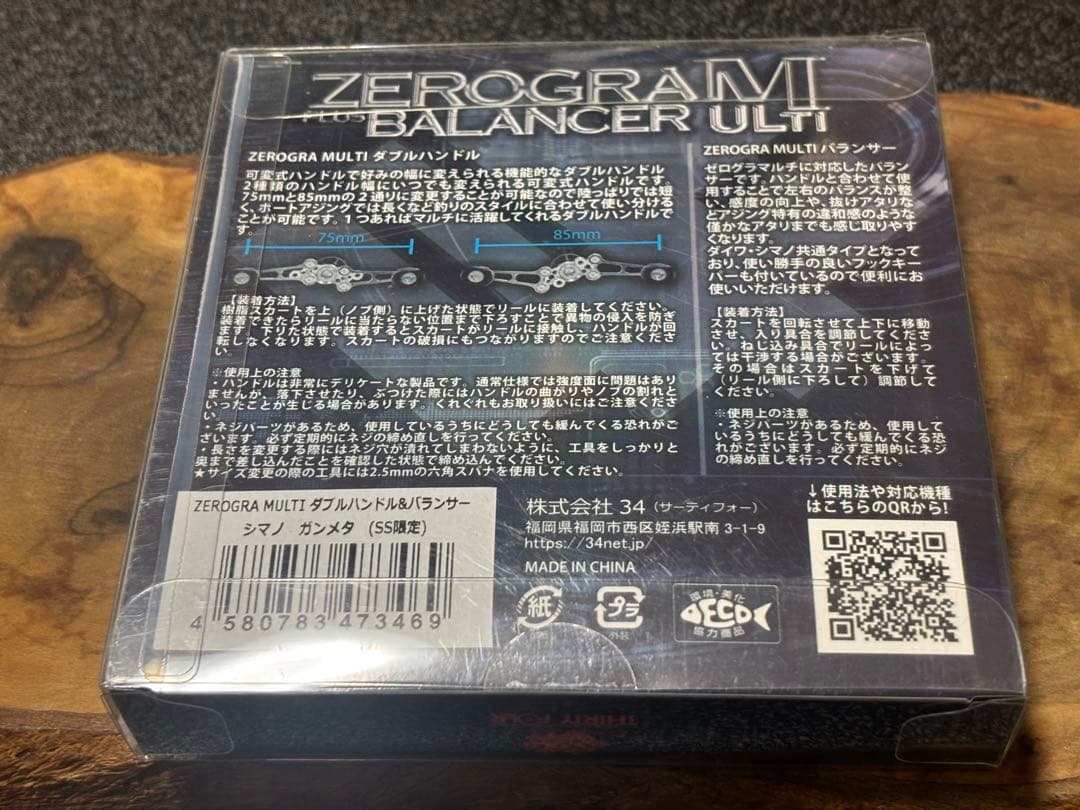 ZEROGRA M
PLUS BALANCER ULTI
ZEROGRA MULTI ダブルハンドル
可変式ハンドルで好みの幅に変えられる機能的なダブルハンドル
2種類のハンドル幅にいつでも変えられる可変式ハンドルです。
75mmと85mmの2通りに変更することが可能なので陸っぱりでは短
く、ボートアジングでは長くなど釣りのスタイルに合わせて使い分ける
ことが可能です。1つあればマルチに活躍してくれるダブルハンドルで
す。
75mm
85mm
【装着方法】
樹脂スカートを上（ノブ側）に上げた状態でリールに装着してください。
装着できたらリールに当たらない位置まで下ろすことで異物の侵入を防ぎ
ます。下りた状態で装着するとスカートがリールに接触し、ハンドルが回
転しなくなります。スカートの破損にもつながりますのでご注意くださ
い。
※使用上の注意
・ハンドルは非常にデリケートな製品です。通常仕様では強度面に問題はあり
ませんが、落下させたり、ぶつけた際にはハンドルの曲がりやノブの割れと
いったことが生じる場合があります。くれぐれもお取り扱いにはご注意くださ
い。
・ネジパーツがあるため、使用しているうちにどうしても緩んでくる恐れがご
ざいます。必ず定期的にネジの締め直しを行ってください。
・長さを変更する際にはネジ穴が潰れてしまわないように、工具をしっかりと
奥まで差し込んだことを確認した状態で締め込んでください。
★サイズ変更の際の工具には2.5mmの六角スパナを使用してください。
ZEROGRA MULTI バランサー
ゼログラマルチに対応したバラン
サーです。ハンドルと合わせて使
用することで左右のバランスが整
い、感度の向上や、抜けアタリな
どアジング特有の違和感のような
僅かなアタリまでも感じ取りやす
くなります。
ダイワ・シマノ共通タイプとなって
おり、使い勝手の良いフックキー
パーも付いているので便利にお
使いいただけます。
【装着方法】
スカートを回転させて上下に移動
させ、入り具合を調節してくださ
い。ねじ込み具合でリールによっ
ては干渉する場合がございます。
その場合はスカートを下げて
（リール側に下ろして）調節して
ください。
※使用上の注意
・ネジパーツがあるため、使用して
いるうちにどうしても緩んでくる恐
れがございます。必ず定期的にネジ
の締め直しを行ってください。
ZEROGRA MULTI ダブルハンドル&バランサー
シマノ ガンメタ （SS限定）
4 580783 473469
株式会社 34（サーティフォー）
福岡県福岡市西区姪浜駅南 3-1-9
https://34net.jp/
MADE IN CHINA
紙
プラ
外装
環境・美化
ECO
協力商品
↓使用法や対応機種
はこちらのQRから!
THIRTY FOUR